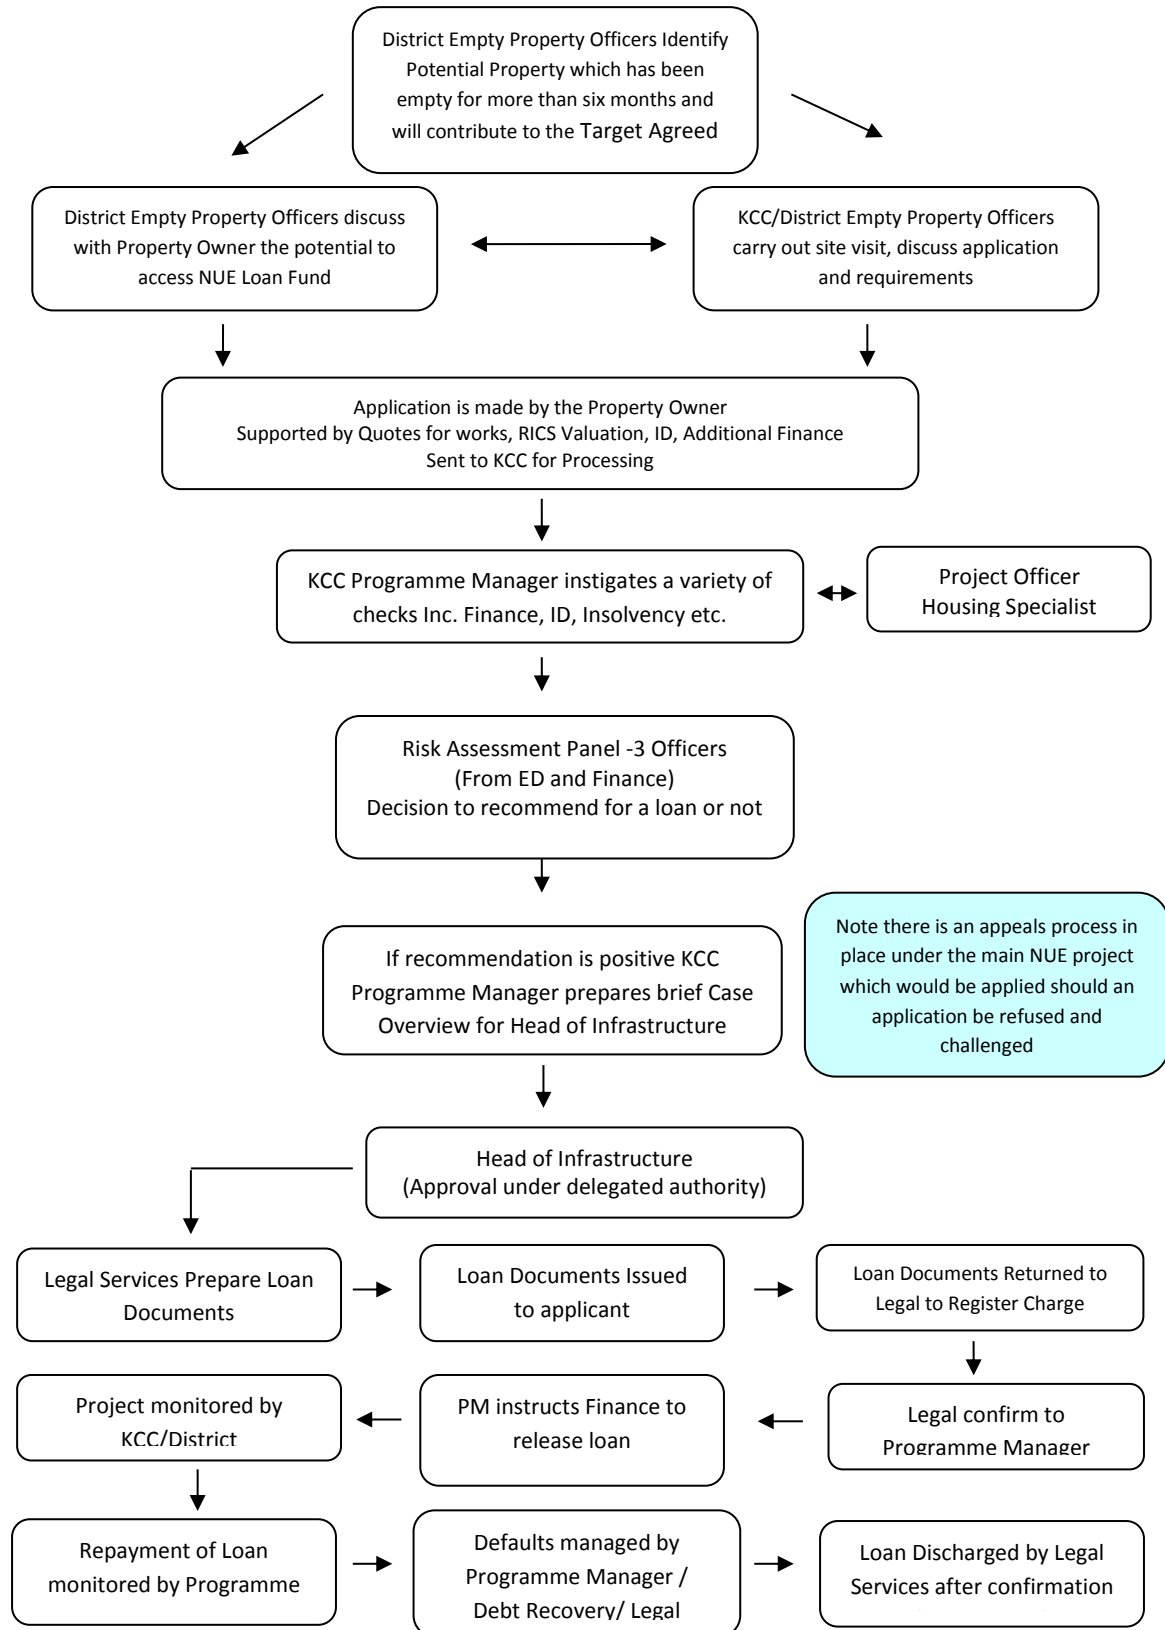 District Empty Property Officers Identify
Potential Property which has been
empty for more than six months and
will contribute to the Target Agreed
District Empty Property Officers discuss
with Property Owner the potential to
access NUE Loan Fund
KCC/District Empty Property Officers
carry out site visit, discuss application
and requirements
Application is made by the Property Owner
Supported by Quotes for works, RICS Valuation, ID, Additional Finance
Sent to KCC for Processing
KCC Programme Manager instigates a variety of
checks Inc. Finance, ID, Insolvency etc.
Project Officer
Housing Specialist
Risk Assessment Panel -3 Officers
(From ED and Finance)
Decision to recommend for a loan or not
If recommendation is positive KCC
Programme Manager prepares brief Case
Overview for Head of Infrastructure
Note there is an appeals process in
place under the main NUE project
which would be applied should an
application be refused and
challenged
Head of Infrastructure
(Approval under delegated authority)
Legal Services Prepare Loan
Documents
Loan Documents Issued
to applicant
Loan Documents Returned to
Legal to Register Charge
Project monitored by
KCC/District
PM instructs Finance to
release loan
Legal confirm to
Programme Manager
Repayment of Loan
monitored by Programme
Defaults managed by
Programme Manager /
Debt Recovery/ Legal
Loan Discharged by Legal
Services after confirmation